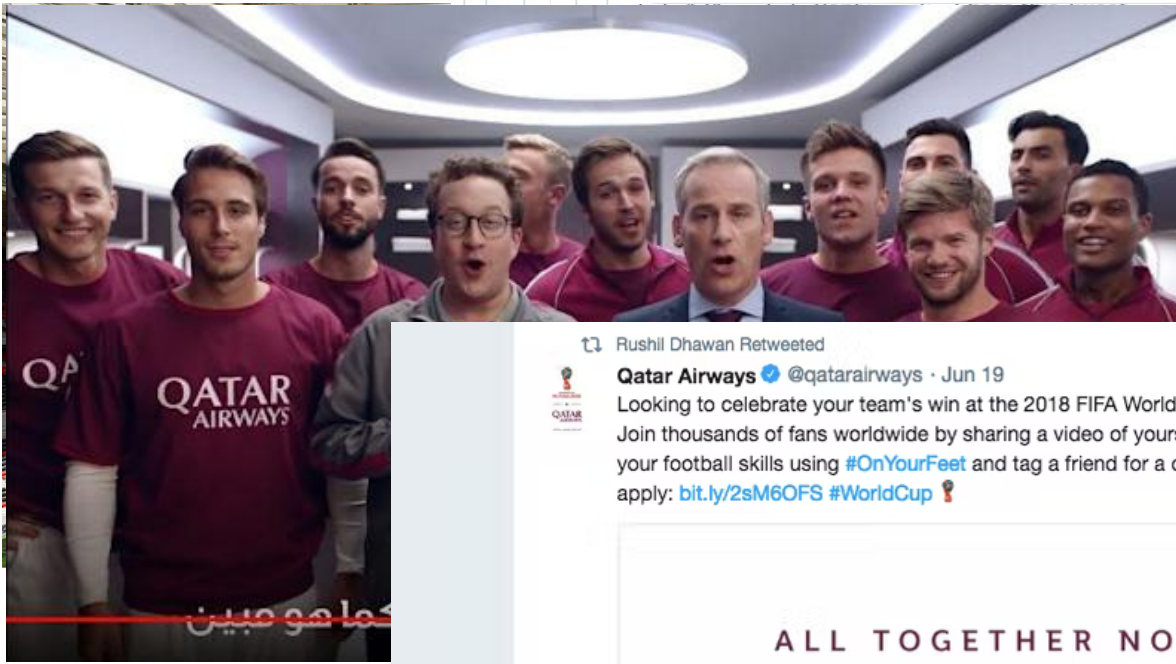 QA
QATAR
AIRWAYS
كما هو مبين
Rushil Dhawan Retweeted
Qatar Airways @qatarairways · Jun 19
Looking to celebrate your team's win at the 2018 FIFA World
Join thousands of fans worldwide by sharing a video of yours
your football skills using #OnYourFeet and tag a friend for a c
apply: bit.ly/2sM6OFS #WorldCup
QATAR
ALL TOGETHER NO